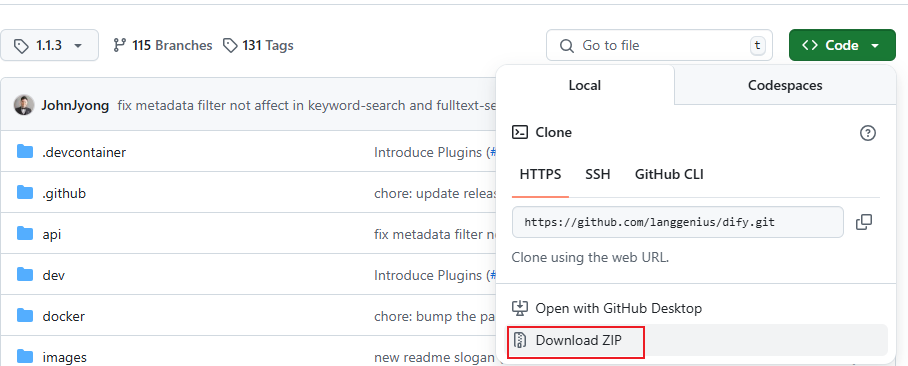 1.1.3 115 Branches 131 Tags Go to file t Code
Local Codespaces
JohnJyong fix metadata filter not affect in keyword-search and fulltext-se
Clone
.devcontainer Introduce Plugins (#
HTTPS SSH GitHub CLI
.github chore: update releas
https://github.com/langgenius/dify.git
api fix metadata filter no
Clone using the web URL.
dev Introduce Plugins (#
Open with GitHub Desktop
docker chore: bump the pa
Download ZIP
images new readme slogan